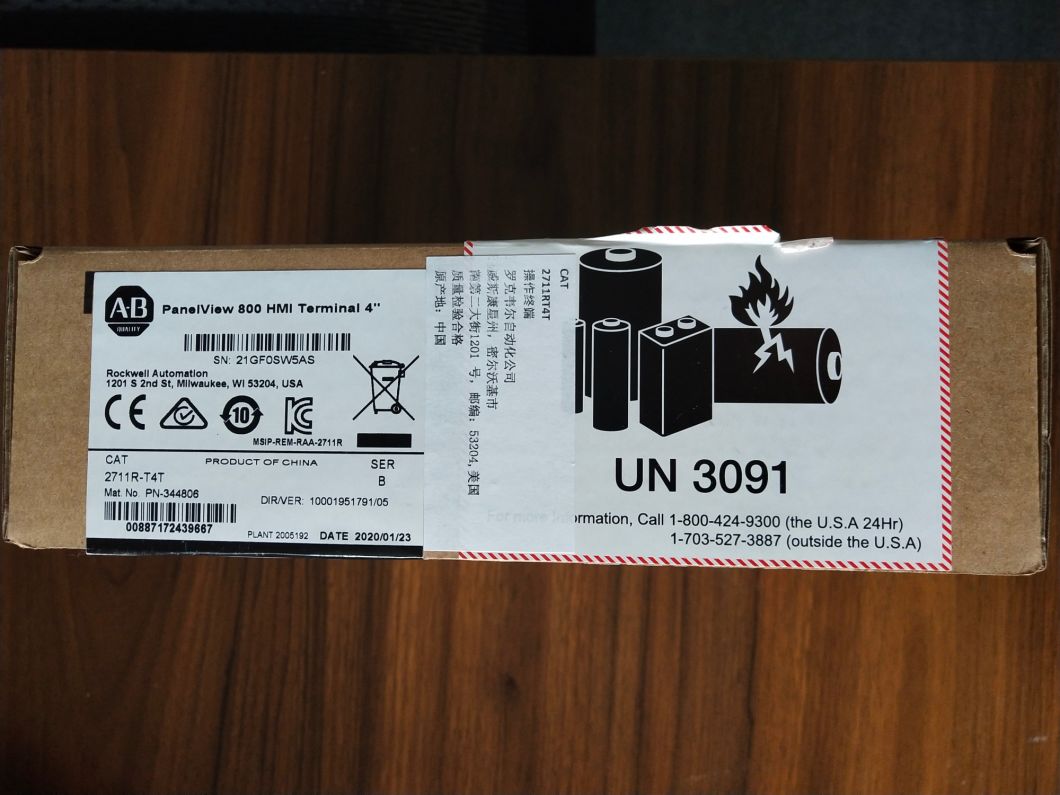 A-B
QUALITY
PanelView 800 HMI Terminal 4"
SN: 21GF0SW5AS
Rockwell Automation
1201 S 2nd St, Milwaukee, WI 53204, USA
CE
10
MSIP-REM-RAA-2711R
CAT
PRODUCT OF CHINA
SER
2711R-T4T
B
Mat. No. PN-344806
DIR/VER: 10001951791/05
00887172439667
PLANT 2005192
DATE 2020/01/23
CAT
2711RT4T
操作终端
罗克韦尔自动化公司
威斯康星州, 密尔沃基市
南第二大街1201 号, 邮编: 53204, 美国
质量检验合格
原产地: 中国
UN 3091
For more Information, Call 1-800-424-9300 (the U.S.A 24Hr)
1-703-527-3887 (outside the U.S.A)